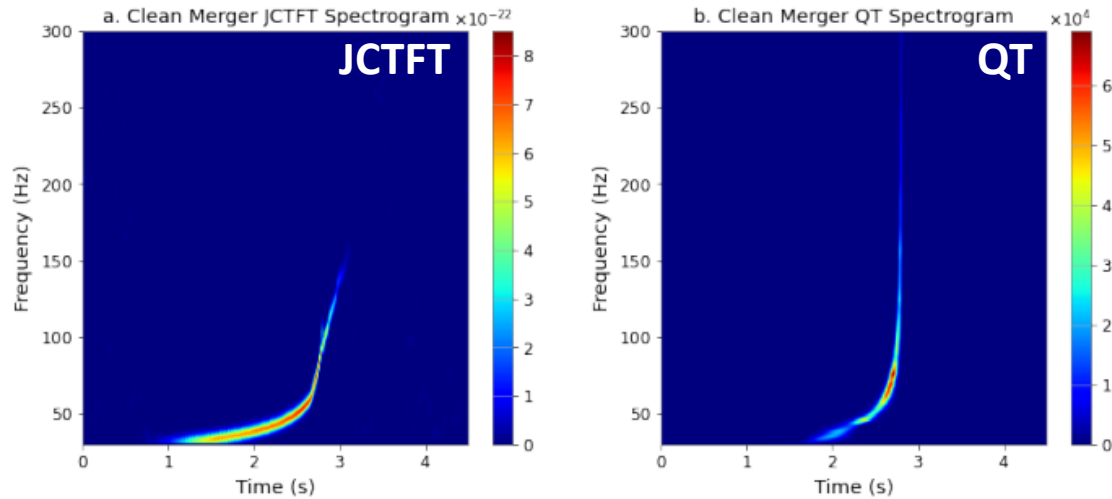 a. Clean Merger JCTFT Spectrogram ×10⁻²²
JCTFT
300
250
200
150
100
50
0 1 2 3 4
Frequency (Hz)
Time (s)
8
7
6
5
4
3
2
1
0
b. Clean Merger QT Spectrogram ×10⁴
QT
300
250
200
150
100
50
0 1 2 3 4
Frequency (Hz)
Time (s)
6
5
4
3
2
1
0